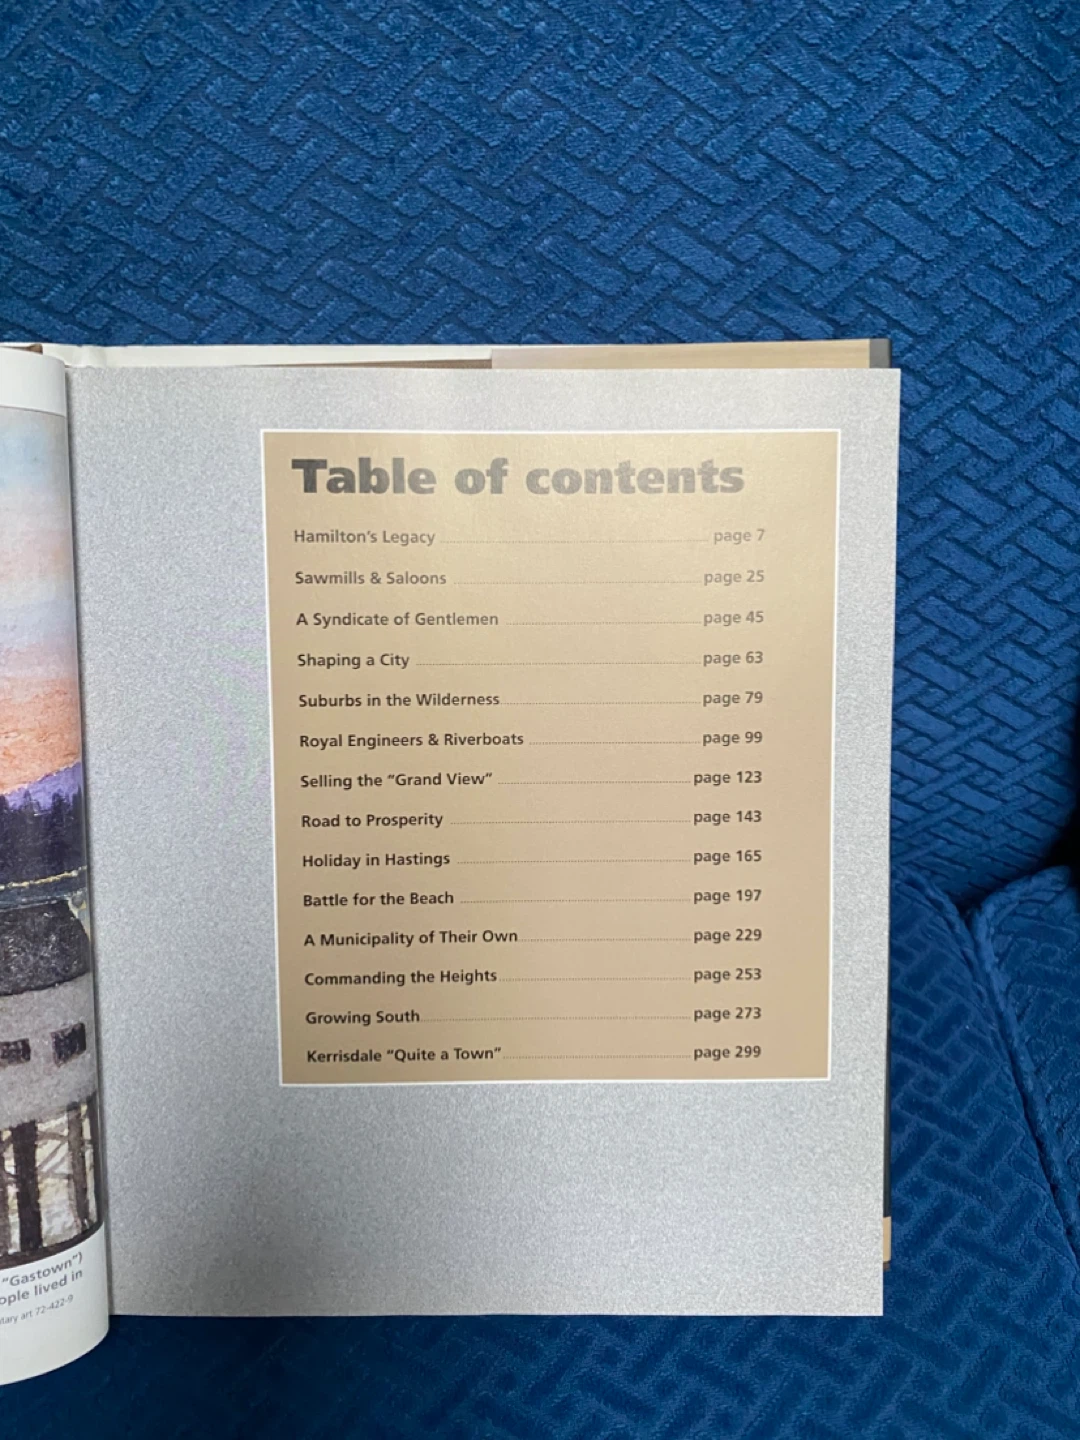 Table of contents
Hamilton's Legacy page 7
Sawmills & Saloons page 25
A Syndicate of Gentlemen page 45
Shaping a City page 63
Suburbs in the Wilderness page 79
Royal Engineers & Riverboats page 99
Selling the "Grand View" page 123
Road to Prosperity page 143
Holiday in Hastings page 165
Battle for the Beach page 197
A Municipality of Their Own page 229
Commanding the Heights page 253
Growing South page 273
Kerrisdale "Quite a Town" page 299
"Gastown")
lived in
art 72-422-9